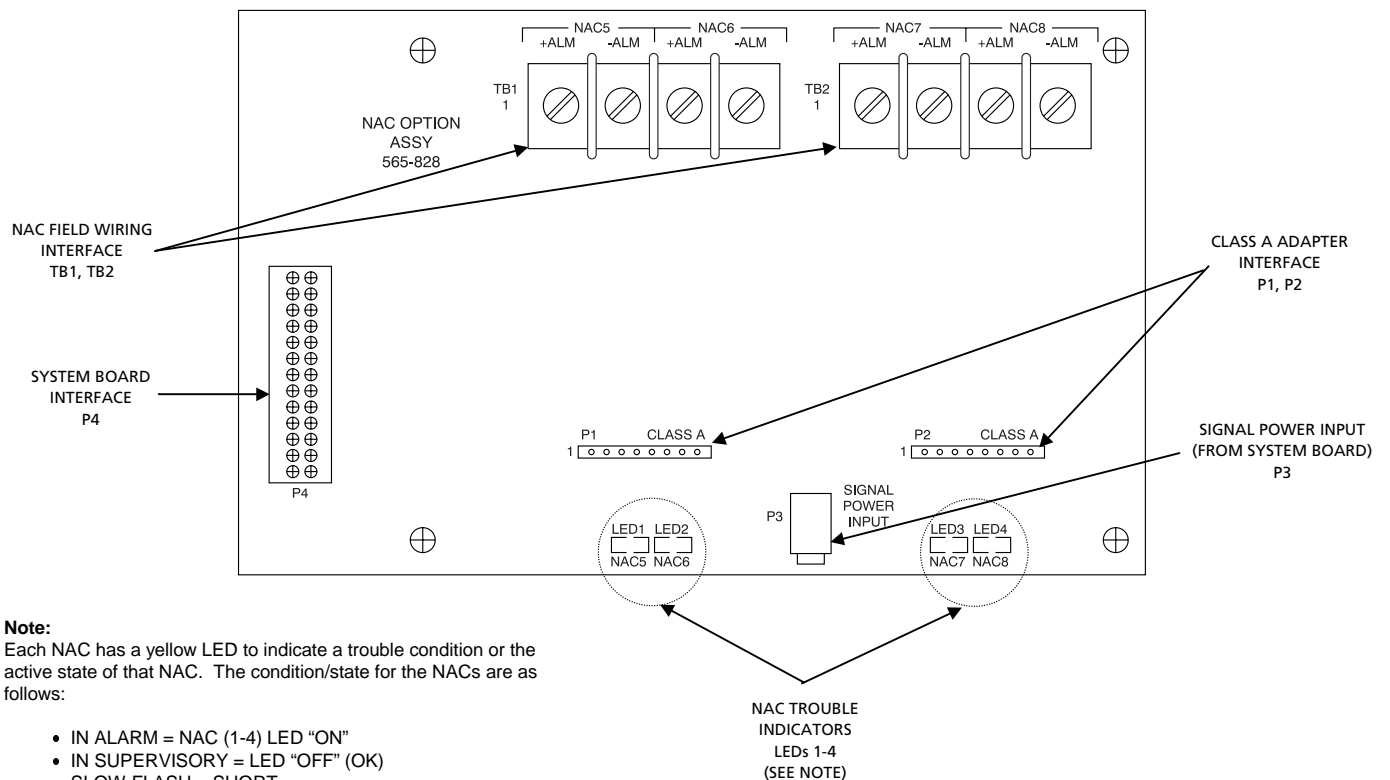 NAC5 NAC6 NAC7 NAC8
+ALM -ALM +ALM -ALM +ALM -ALM +ALM -ALM
TB1
1
TB2
1
NAC OPTION
ASSY
565-828
NAC FIELD WIRING
INTERFACE
TB1, TB2
CLASS A ADAPTER
INTERFACE
P1, P2
SYSTEM BOARD
INTERFACE
P4
P4
P1 CLASS A
1
P2 CLASS A
1
SIGNAL POWER INPUT
(FROM SYSTEM BOARD)
P3
P3
SIGNAL
POWER
INPUT
LED1 LED2
NAC5 NAC6
LED3 LED4
NAC7 NAC8
Note:
Each NAC has a yellow LED to indicate a trouble condition or the
active state of that NAC. The condition/state for the NACs are as
follows:
• IN ALARM = NAC (1-4) LED “ON”
• IN SUPERVISORY = LED “OFF” (OK)
SLOW FLASH = SHORT
NAC TROUBLE
INDICATORS
LEDs 1-4
(SEE NOTE)